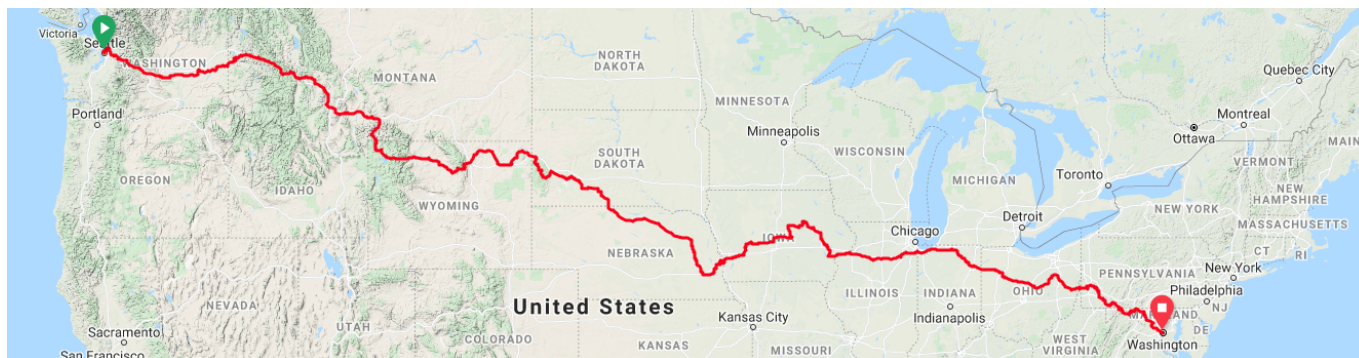 Victoria
Seattle
WASHINGTON
MONTANA
NORTH
DAKOTA
MINNESOTA
Quebec City
Montreal
Ottawa
MAIN
Portland
Minneapolis
WISCONSIN
VERMONT
SOUTH
DAKOTA
MICHIGAN
Toronto
NEW
HAMPSHIRE
OREGON
IDAHO
WYOMING
NEW YORK
MASSACHUSETTS
Detroit
Chicago
IOWA
CT
RI
NEBRASKA
PENNSYLVANIA
New York
Philadelphia
NJ
ILLINOIS
INDIANA
OHIO
MARYLAND
DE
NEVADA
United States
Indianapolis
Kansas City
Sacramento
UTAH
COLORADO
KANSAS
MISSOURI
WEST
VIRGINIA
Washington
San Francisco